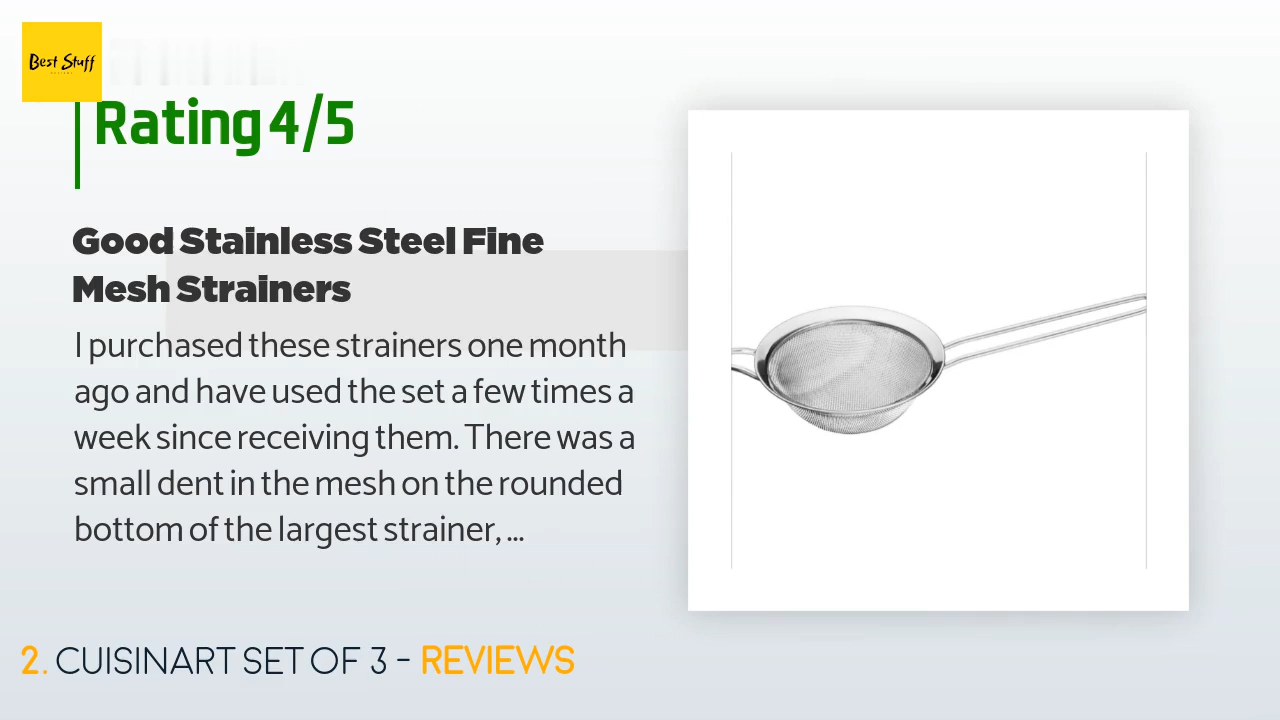 Best Stuff
Rating 4/5
Good Stainless Steel Fine
Mesh Strainers
I purchased these strainers one month
ago and have used the set a few times a
week since receiving them. There was a
small dent in the mesh on the rounded
bottom of the largest strainer, ...
2. CUISINART SET OF 3 - REVIEWS